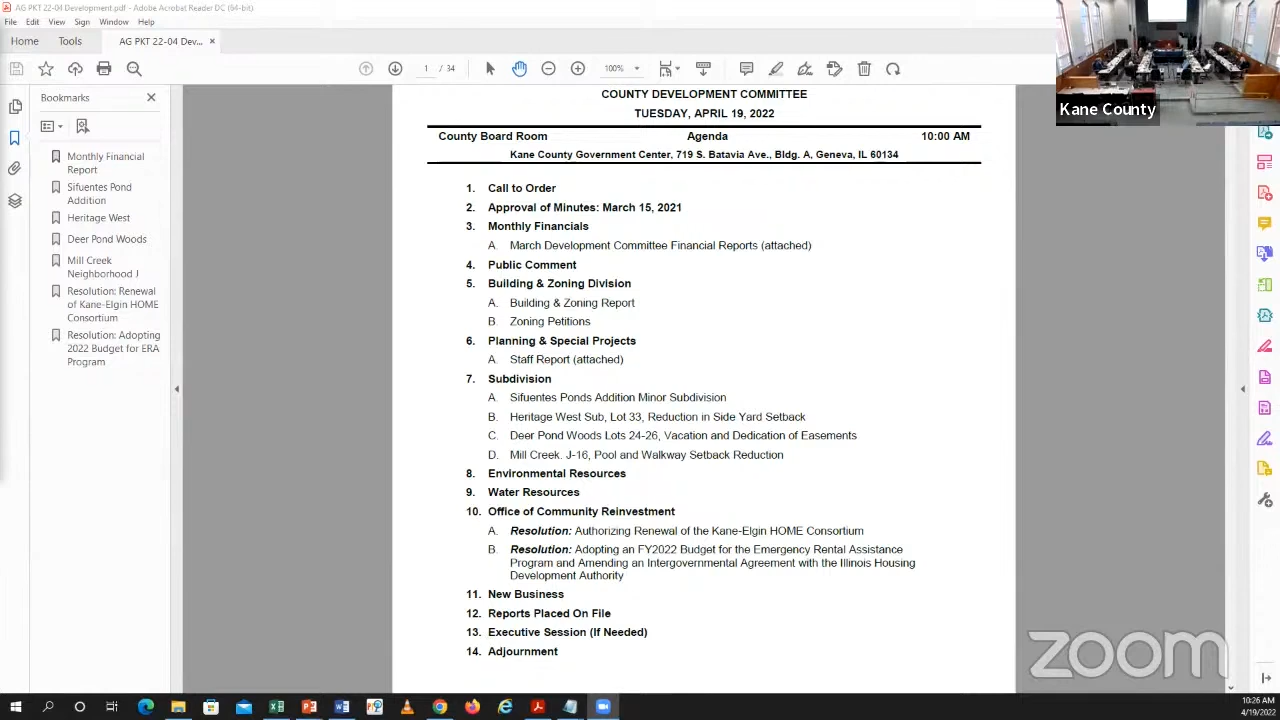 AG PKT 22-04 Development.pdf - Adobe Acrobat Reader DC (64-bit)
File Edit View Sign Window Help
Home Tools AG PKT 22-04 Dev... ×
1 / 34 100%
Kane County
Bookmarks
Monthly Financial
Report
Sifuentes Pond
Addition
Heritage West
Deer Pond Woods
Mill Creek
Neighborhood J
Resolution: Renewal
of Kane-Elgin HOME
Consortium
Resolution: Adopting
2022 Budget for ERA
Program
COUNTY DEVELOPMENT COMMITTEE
TUESDAY, APRIL 19, 2022
County Board Room Agenda 10:00 AM
Kane County Government Center, 719 S. Batavia Ave., Bldg. A, Geneva, IL 60134
1. Call to Order
2. Approval of Minutes: March 15, 2021
3. Monthly Financials
A. March Development Committee Financial Reports (attached)
4. Public Comment
5. Building & Zoning Division
A. Building & Zoning Report
B. Zoning Petitions
6. Planning & Special Projects
A. Staff Report (attached)
7. Subdivision
A. Sifuentes Ponds Addition Minor Subdivision
B. Heritage West Sub, Lot 33, Reduction in Side Yard Setback
C. Deer Pond Woods Lots 24-26, Vacation and Dedication of Easements
D. Mill Creek. J-16, Pool and Walkway Setback Reduction
8. Environmental Resources
9. Water Resources
10. Office of Community Reinvestment
A. Resolution: Authorizing Renewal of the Kane-Elgin HOME Consortium
B. Resolution: Adopting an FY2022 Budget for the Emergency Rental Assistance
Program and Amending an Intergovernmental Agreement with the Illinois Housing
Development Authority
11. New Business
12. Reports Placed On File
13. Executive Session (If Needed)
14. Adjournment
zoom
10:26 AM
4/19/2022